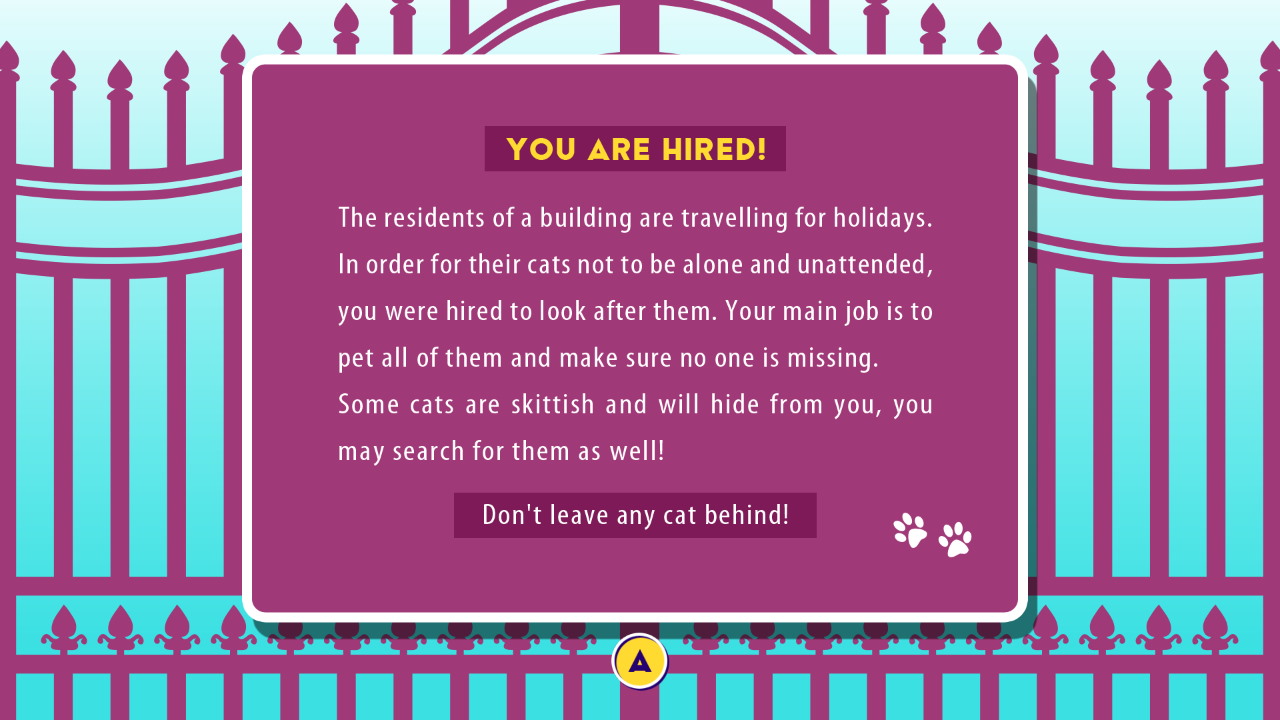 YOU ARE HIRED!
The residents of a building are travelling for holidays.
In order for their cats not to be alone and unattended,
you were hired to look after them. Your main job is to
pet all of them and make sure no one is missing.
Some cats are skittish and will hide from you, you
may search for them as well!
Don't leave any cat behind!
A